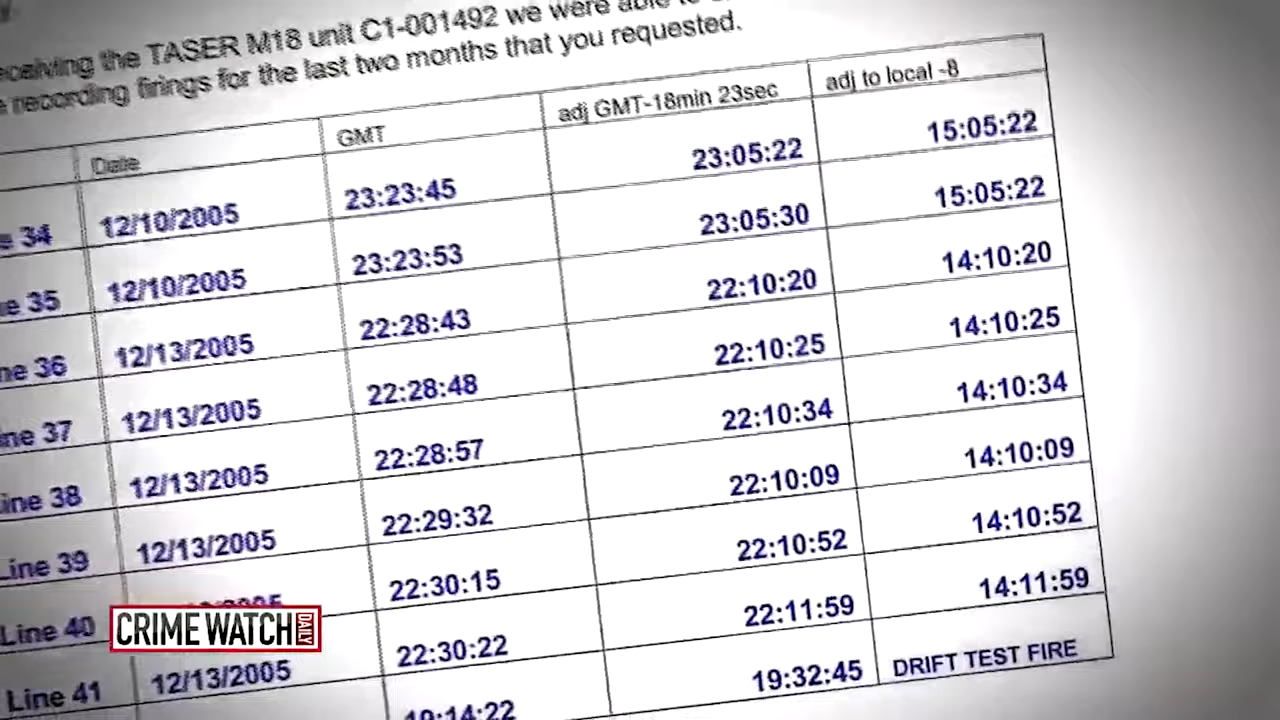 eceiving the TASER M18 unit C1-001492 we were able to
e recording firings for the last two months that you requested.
Date GMT adj GMT-18min 23sec adj to local -8
e 34 12/10/2005 23:23:45 23:05:22 15:05:22
e 35 12/10/2005 23:23:53 23:05:30 15:05:22
ne 36 12/13/2005 22:28:43 22:10:20 14:10:20
ine 37 12/13/2005 22:28:48 22:10:25 14:10:25
ine 38 12/13/2005 22:28:57 22:10:34 14:10:34
Line 39 12/13/2005 22:29:32 22:10:09 14:10:09
Line 40 22:30:15 22:10:52 14:10:52
Line 41 12/13/2005 22:30:22 22:11:59 14:11:59
19:14:22 19:32:45 DRIFT TEST FIRE
CRIME WATCH DAILY